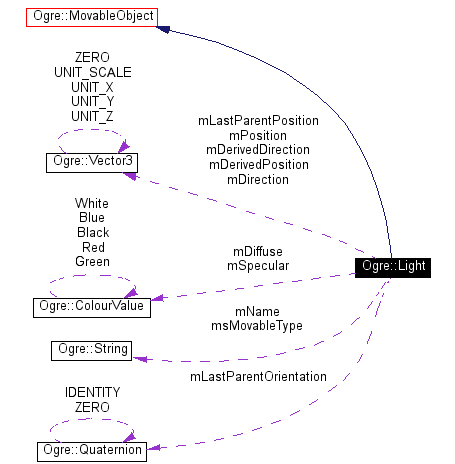 Ogre::MovableObject
ZERO
UNIT_SCALE
UNIT_X
UNIT_Y
UNIT_Z
Ogre::Vector3
mLastParentPosition
mPosition
mDerivedDirection
mDerivedPosition
mDirection
White
Blue
Black
Red
Green
Ogre::ColourValue
mDiffuse
mSpecular
Ogre::Light
mName
msMovableType
Ogre::String
mLastParentOrientation
IDENTITY
ZERO
Ogre::Quaternion